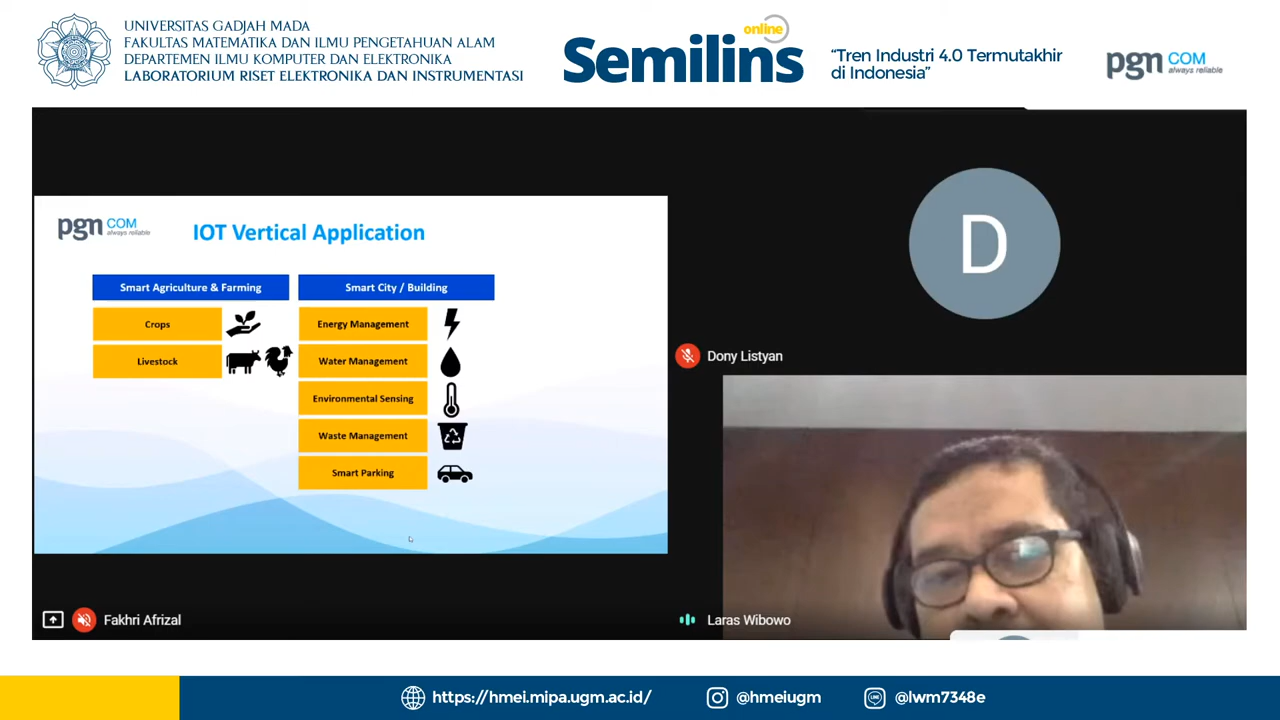 UNIVERSITAS GADJAH MADA
FAKULTAS MATEMATIKA DAN ILMU PENGETAHUAN ALAM
DEPARTEMEN ILMU KOMPUTER DAN ELEKTRONIKA
LABORATORIUM RISET ELEKTRONIKA DAN INSTRUMENTASI
online
Semilins
“Tren Industri 4.0 Termutakhir
di Indonesia”
pgn COM
always reliable
pgn COM
always reliable
IOT Vertical Application
Smart Agriculture & Farming
Crops
Livestock
Smart City / Building
Energy Management
Water Management
Environmental Sensing
Waste Management
Smart Parking
D
Dony Listyan
Fakhri Afrizal
Laras Wibowo
https://hmei.mipa.ugm.ac.id/
@hmeiugm
@lwm7348e